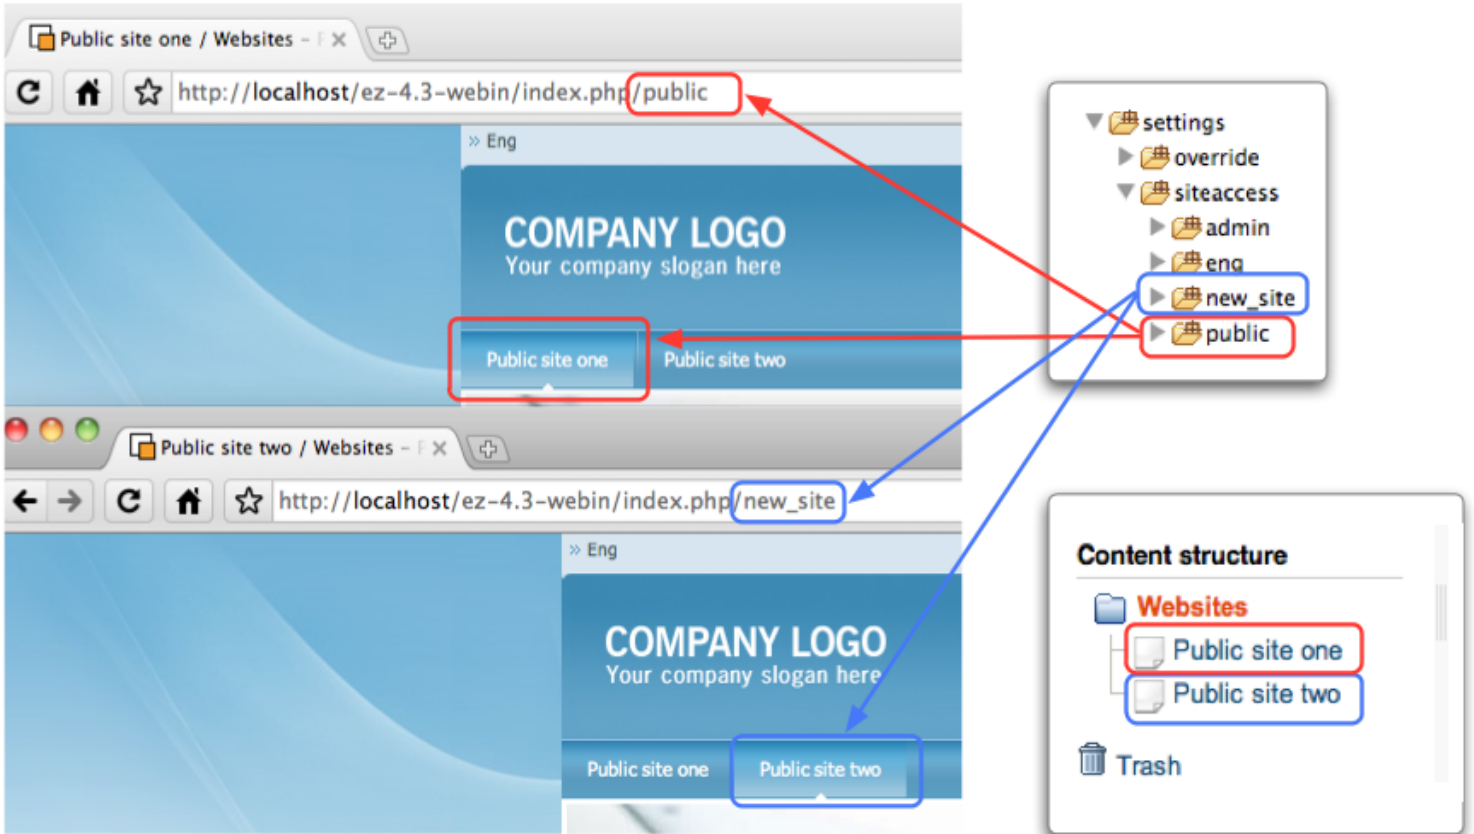 Public site one / Websites –
http://localhost/ez-4.3-webin/index.php/public
» Eng
COMPANY LOGO
Your company slogan here
Public site one
Public site two
Public site two / Websites –
http://localhost/ez-4.3-webin/index.php/new_site
» Eng
COMPANY LOGO
Your company slogan here
Public site one
Public site two
settings
override
siteaccess
admin
eng
new_site
public
Content structure
Websites
Public site one
Public site two
Trash